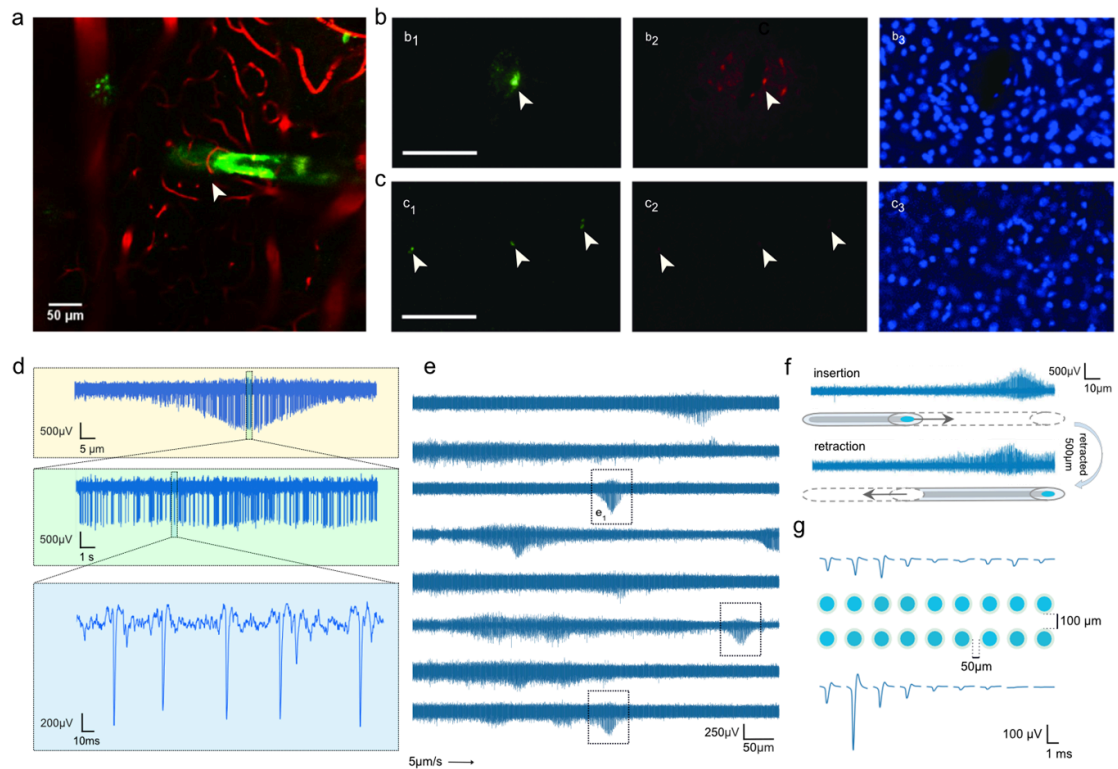 a
50 µm
b
b1
b2
C
b3
c
c1
c2
c3
d
500µV
5 µm
500µV
1 s
200µV
10ms
e
e1
250µV
50µm
5µm/s
f
insertion
500µV
10µm
retraction
retracted
500µm
g
100 µm
50µm
100 µV
1 ms